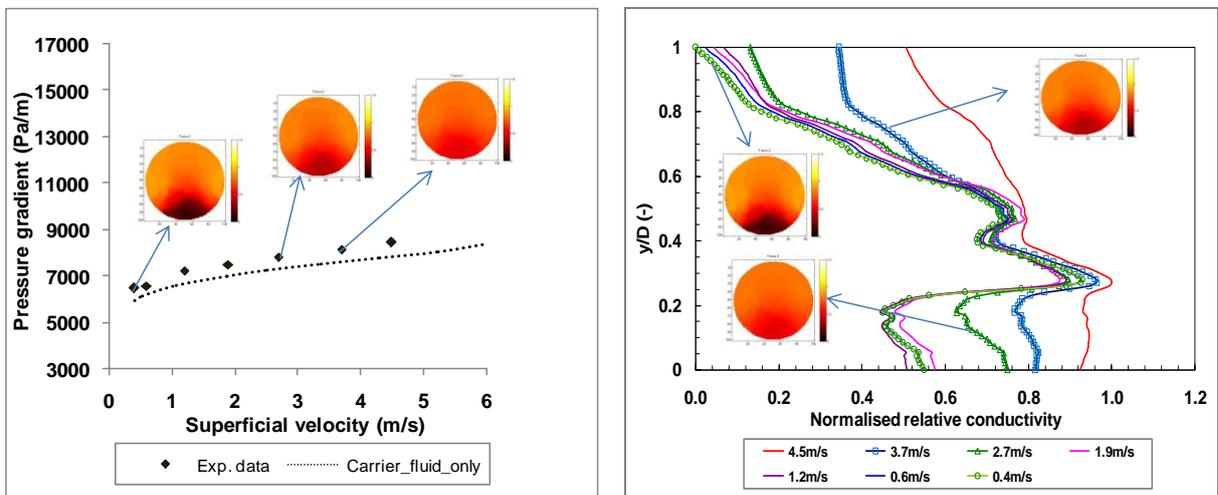 17000
15000
13000
11000
9000
7000
5000
3000
Pressure gradient (Pa/m)
0 1 2 3 4 5 6
Superficial velocity (m/s)
Exp. data Carrier_fluid_only
1
0.8
0.6
0.4
0.2
0
y/D (-)
0.0 0.2 0.4 0.6 0.8 1.0 1.2
Normalised relative conductivity
4.5m/s 3.7m/s 2.7m/s 1.9m/s
1.2m/s 0.6m/s 0.4m/s